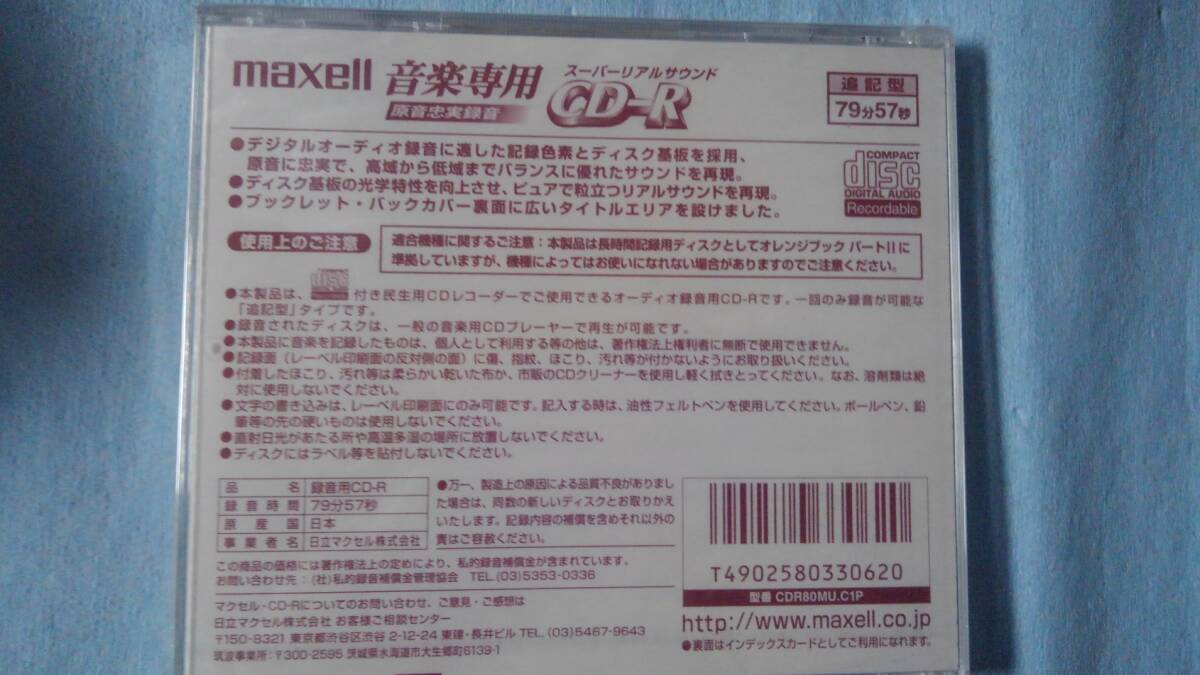 maxell 音楽専用 スーパーリアルサウンド 追記型
原音忠実録音 CD-R 79分57秒
●デジタルオーディオ録音に適した記録色素とディスク基板を採用、
原音に忠実で、高域から低域までバランスに優れたサウンドを再現。
●ディスク基板の光学特性を向上させ、ピュアで粒立つリアルサウンドを再現。
●ブックレット・バックカバー裏面に広いタイトルエリアを設けました。
COMPACT
disc
DIGITAL AUDIO
Recordable
使用上のご注意
適合機種に関するご注意:本製品は長時間記録用ディスクとしてオレンジブック パートIIに
準拠していますが、機種によってはお使いになれない場合がありますのでご注意ください。
●本製品は、disc付き民生用CDレコーダーでご使用できるオーディオ録音用CD-Rです。一回のみ録音が可能な
「追記型」タイプです。
●録音されたディスクは、一般の音楽用CDプレーヤーで再生が可能です。
●本製品に音楽を記録したものは、個人として利用する等の他は、著作権法上権利者に無断で使用できません。
●記録面(レーベル印刷面の反対側の面)に傷、指紋、ほこり、汚れ等が付かないようにお取り扱いください。
●付着したほこり、汚れ等は柔らかい乾いた布か、市販のCDクリーナーを使用し軽く拭きとってください。なお、溶剤類は絶
対に使用しないでください。
●文字の書き込みは、レーベル印刷面にのみ可能です。記入する時は、油性フェルトペンを使用してください。ボールペン、鉛
筆等の先の硬いものは使用しないでください。
●直射日光があたる所や高温多湿の場所に放置しないでください。
●ディスクにはラベル等を貼付しないでください。
品名 録音用CD-R
録音時間 79分57秒
原産国 日本
事業者名 日立マクセル株式会社
●万一、製造上の原因による品質不良がありまし
た場合は、同数の新しいディスクとお取りかえ
いたします。記録内容の補償を含めそれ以外の
責はご容赦ください。
この商品の価格には著作権法上の定めにより、私的録音補償金が含まれています。
お問い合わせ先:(社)私的録音補償金管理協会 TEL.(03)5353-0336
マクセル・CD-Rについてのお問い合わせ、ご意見・ご感想は
日立マクセル株式会社 お客様ご相談センター
〒150-8321 東京都渋谷区渋谷 2-12-24 東建・長井ビル TEL. (03)5467-9643
筑波事業所:〒300-2595 茨城県水海道市大生郷町6139-1
T4902580330620
型番 CDR80MU.C1P
http://www.maxell.co.jp
●裏面はインデックスカードとしてご利用になれます。